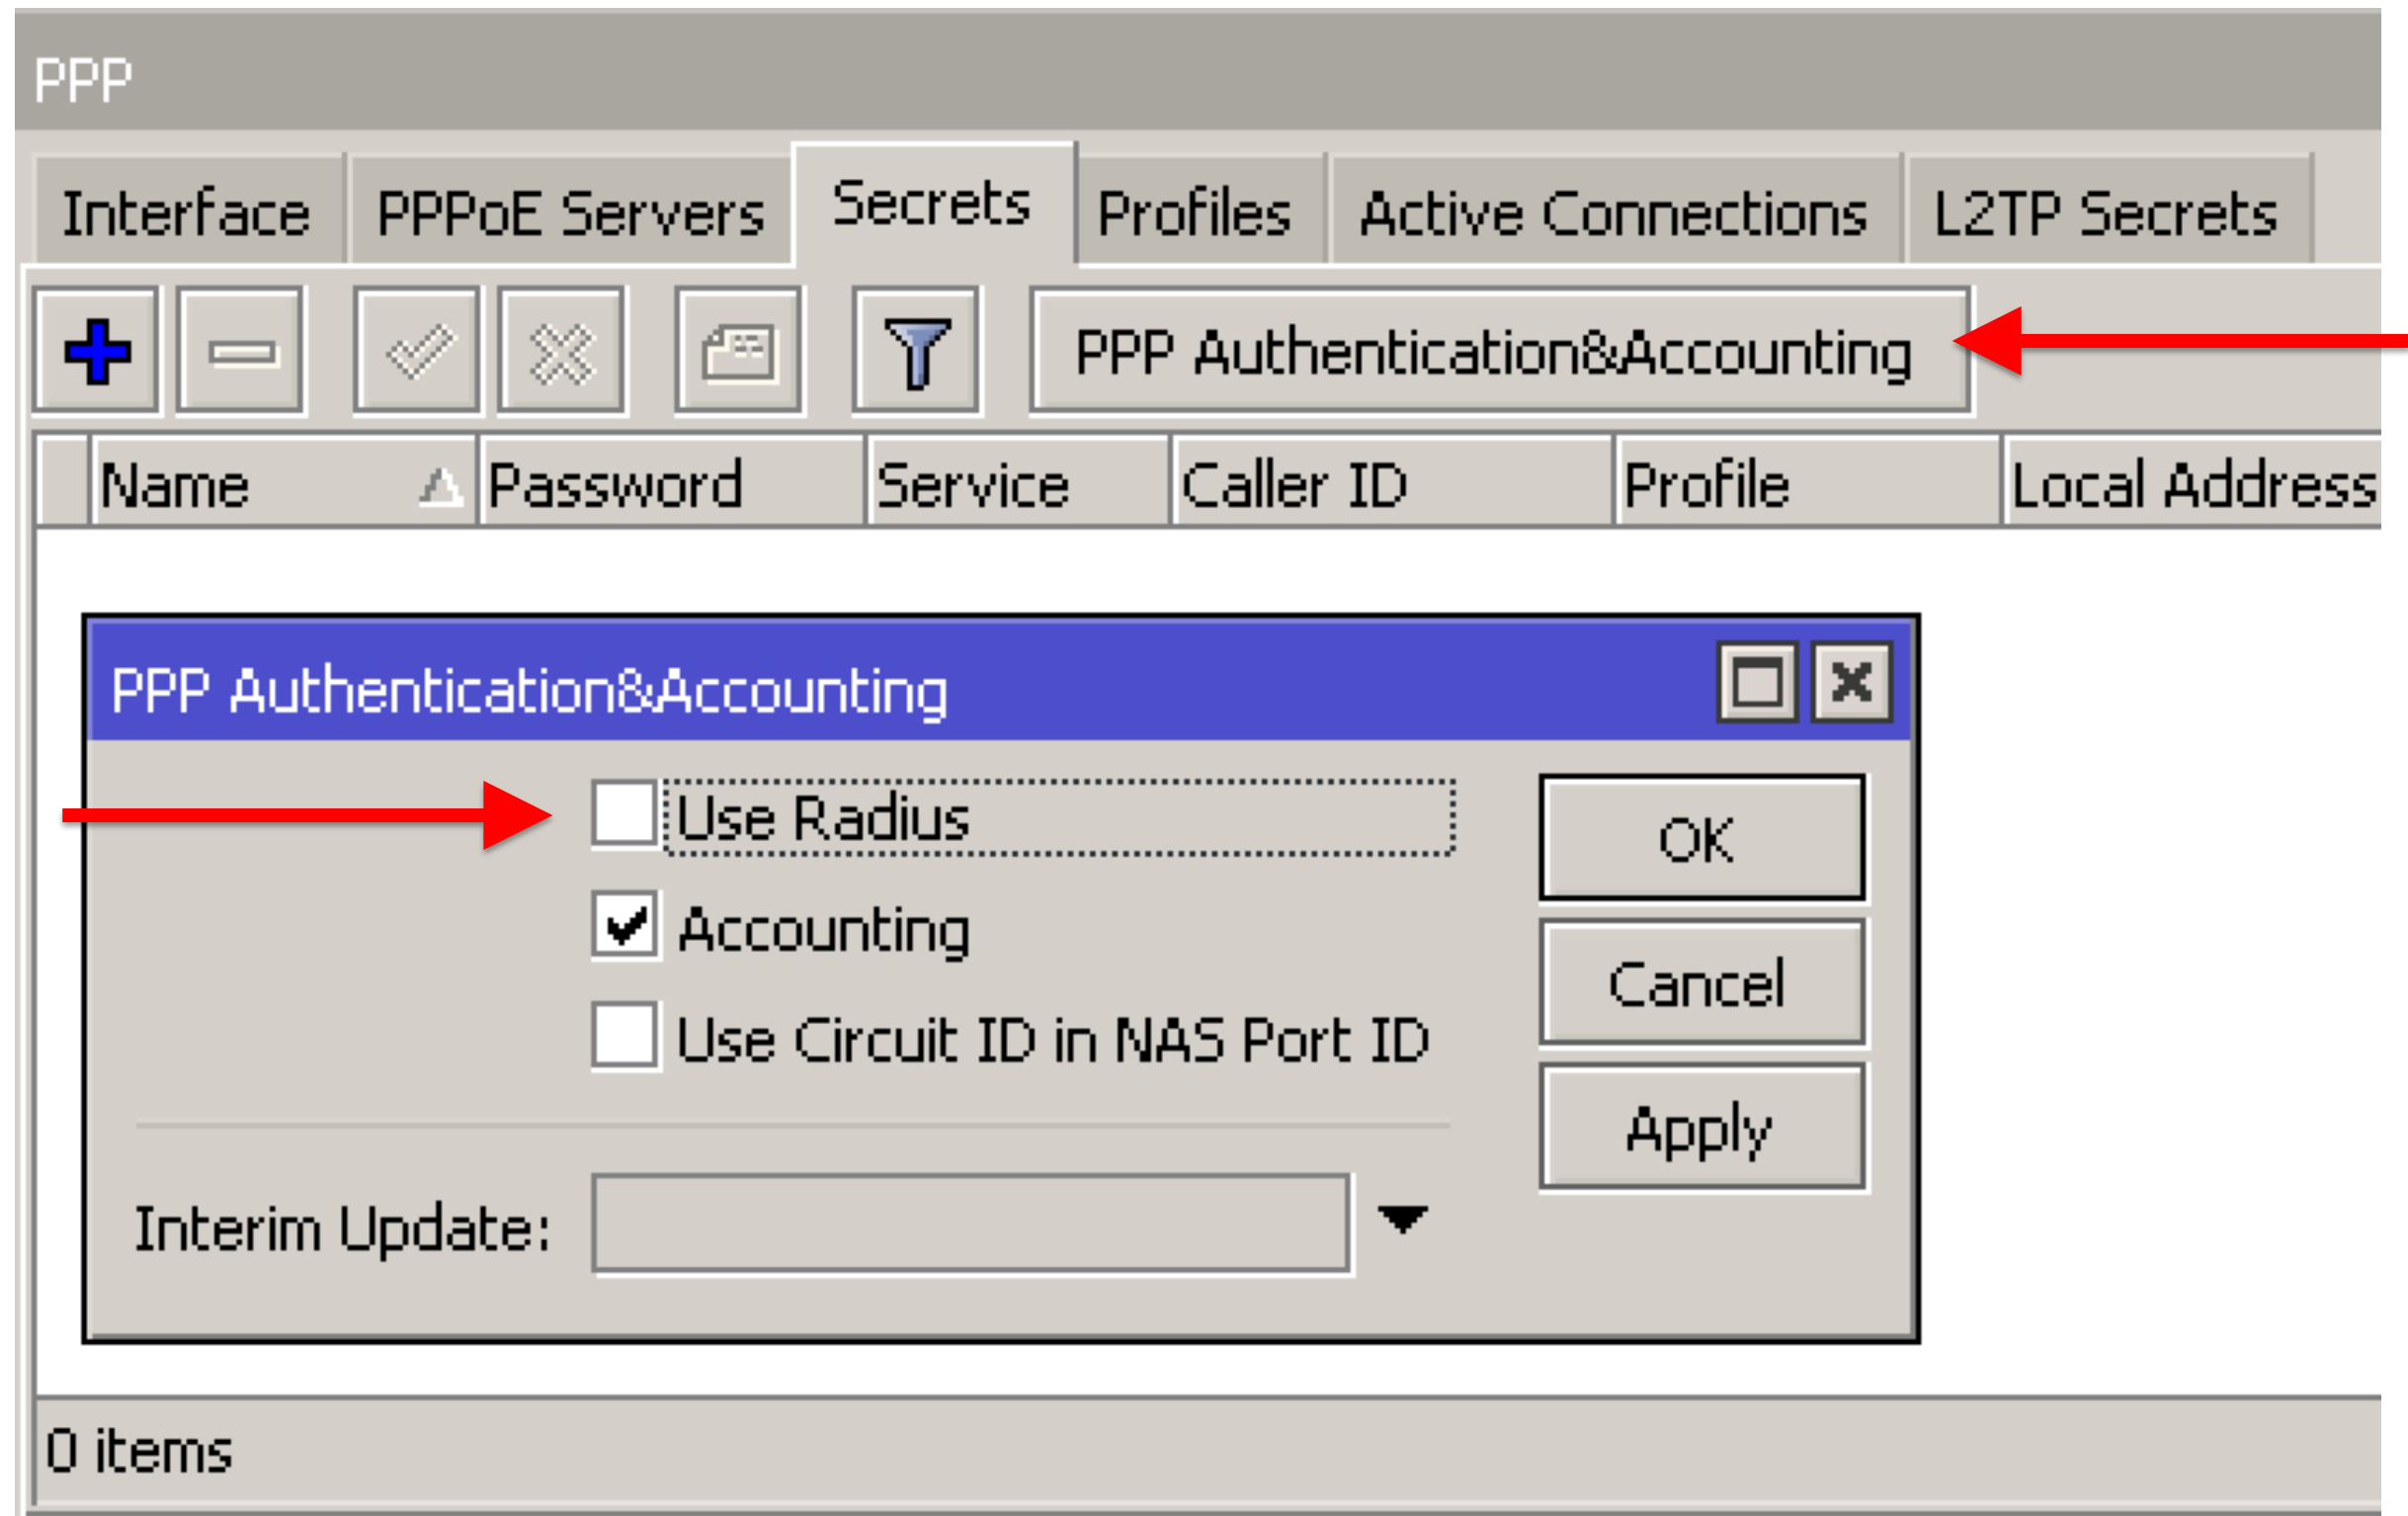 PPP
Interface PPPoE Servers Secrets Profiles Active Connections L2TP Secrets
PPP Authentication&Accounting
Name Password Service Caller ID Profile Local Address
PPP Authentication&Accounting
Use Radius
OK
Accounting
Cancel
Use Circuit ID in NAS Port ID
Apply
Interim Update:
0 items